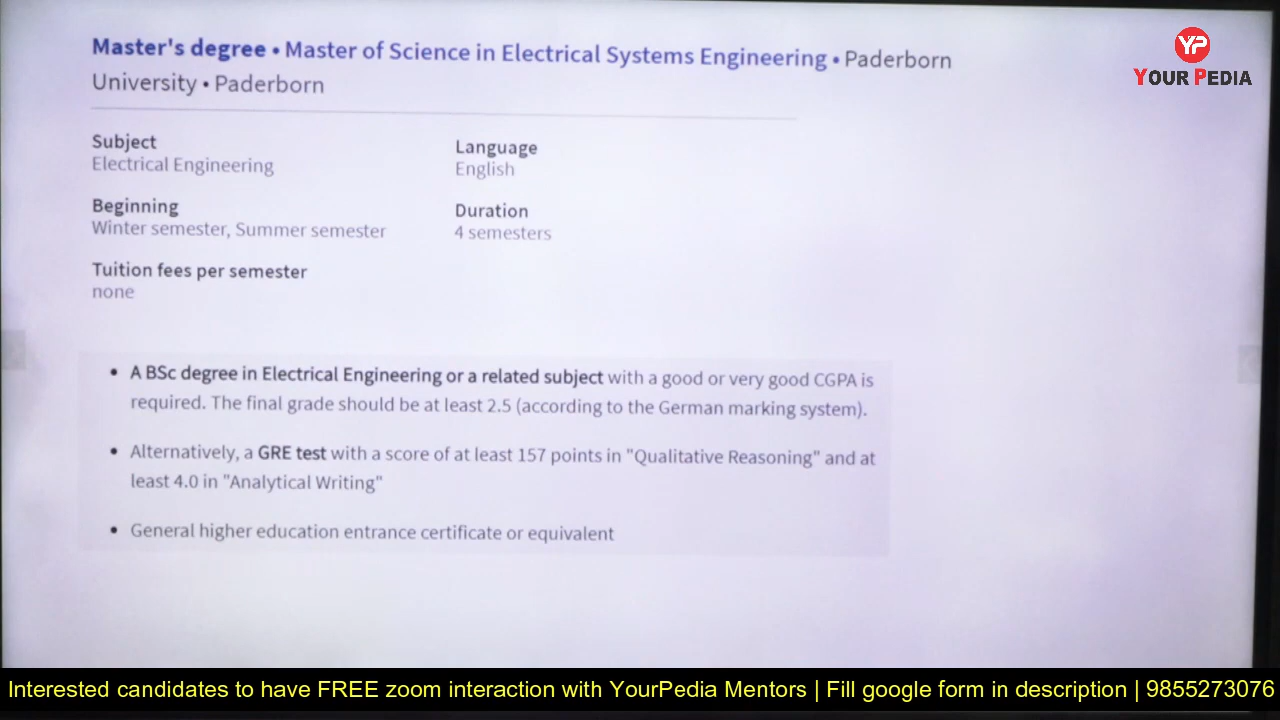 Master's degree • Master of Science in Electrical Systems Engineering • Paderborn
University • Paderborn
YP
YOUR PEDIA
Subject
Electrical Engineering
Language
English
Beginning
Winter semester, Summer semester
Duration
4 semesters
Tuition fees per semester
none
• A BSc degree in Electrical Engineering or a related subject with a good or very good CGPA is
required. The final grade should be at least 2.5 (according to the German marking system).
• Alternatively, a GRE test with a score of at least 157 points in "Qualitative Reasoning" and at
least 4.0 in "Analytical Writing"
• General higher education entrance certificate or equivalent
Interested candidates to have FREE zoom interaction with YourPedia Mentors | Fill google form in description | 9855273076